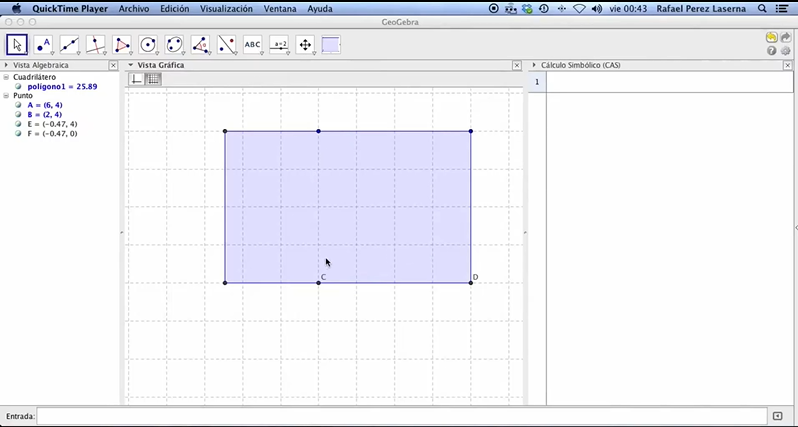 QuickTime Player Archivo Edición Visualización Ventana Ayuda vie 00:43 Rafael Perez Laserna
GeoGebra
ABC a=2
Vista Algebraica
Vista Gráfica
Cálculo Simbólico (CAS)
Cuadrilátero
polígono1 = 25.89
Punto
A = (6, 4)
B = (2, 4)
E = (-0.47, 4)
F = (-0.47, 0)
1
C
D
Entrada: